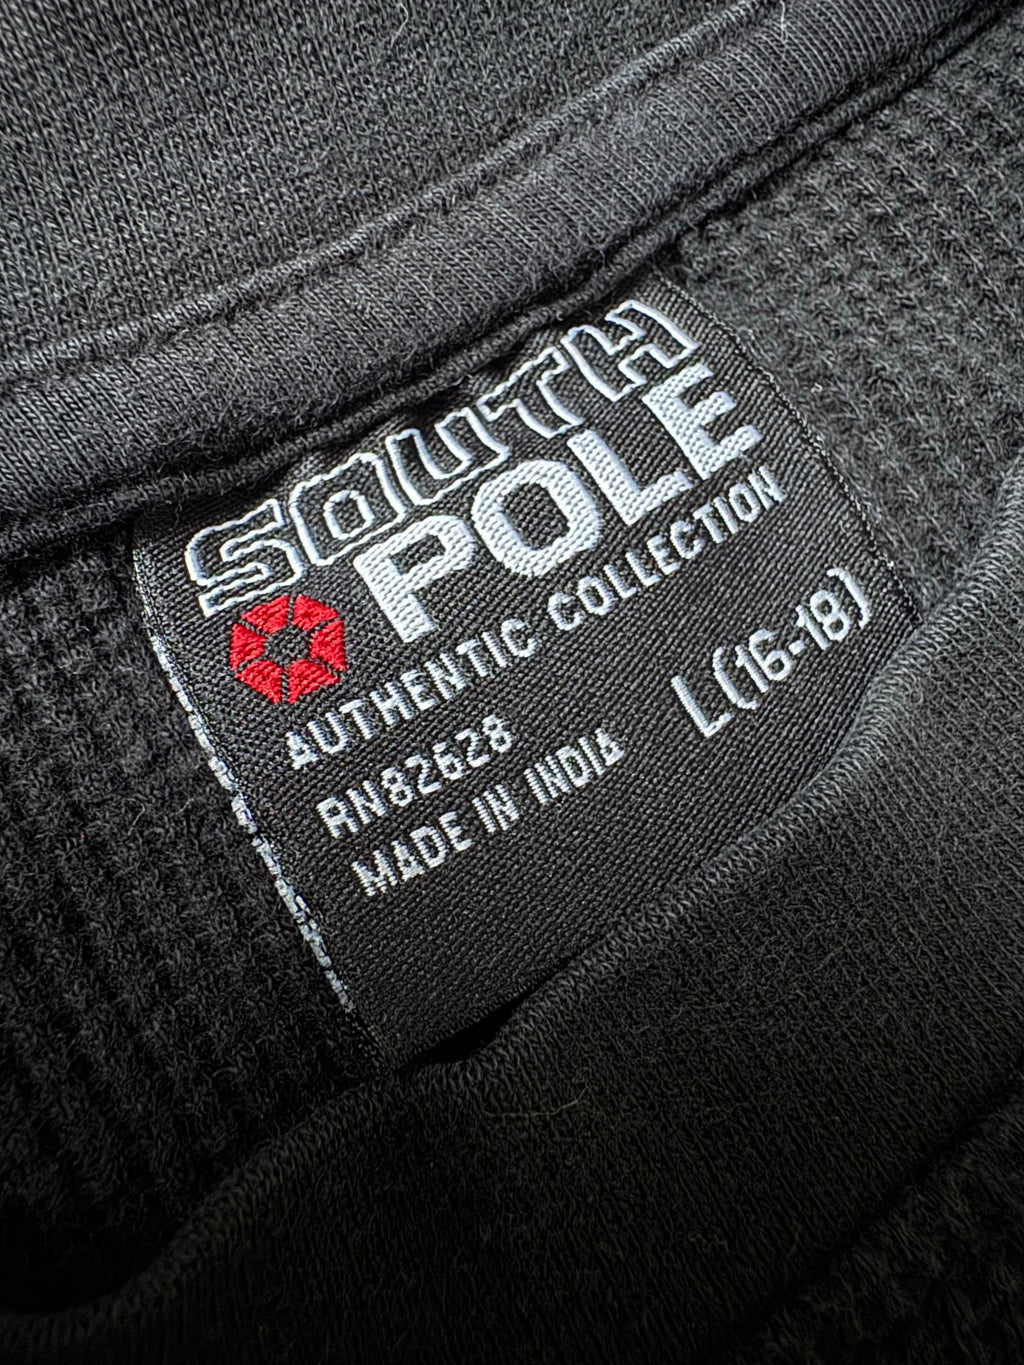 SOUTH
POLE
AUTHENTIC COLLECTION
RN82628
L(16-18)
MADE IN INDIA